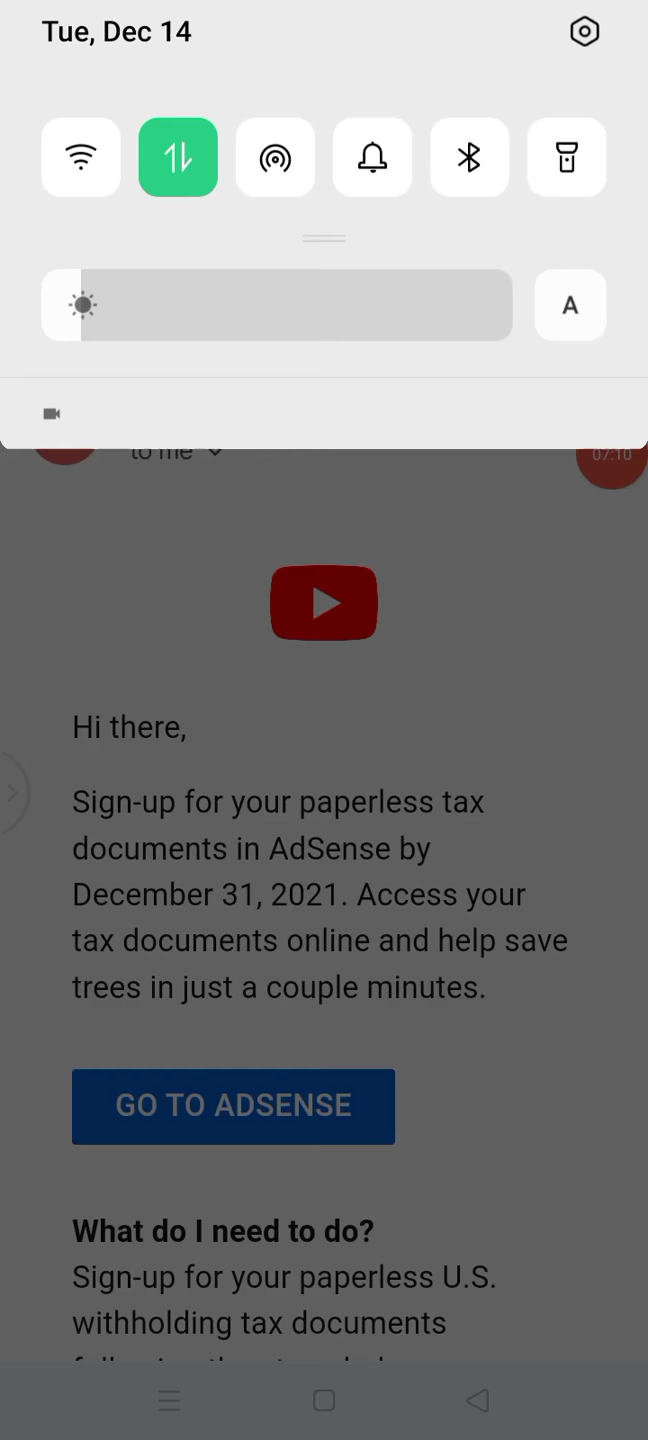 Tue, Dec 14
A
to me
07:10
Hi there,
Sign-up for your paperless tax
documents in AdSense by
December 31, 2021. Access your
tax documents online and help save
trees in just a couple minutes.
GO TO ADSENSE
What do I need to do?
Sign-up for your paperless U.S.
withholding tax documents